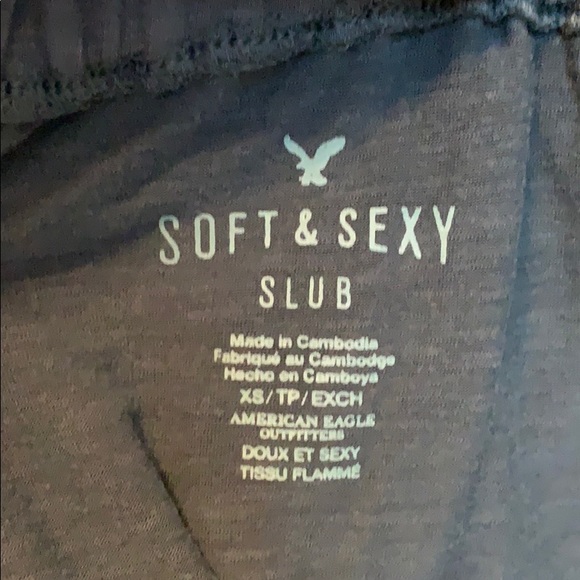 SOFT & SEXY
SLUB
Made in Cambodia
Fabriqué au Cambodge
Hecho en Camboya
XS/TP/EXCH
AMERICAN EAGLE
OUTFITTERS
DOUX ET SEXY
TISSU FLAMMÉ